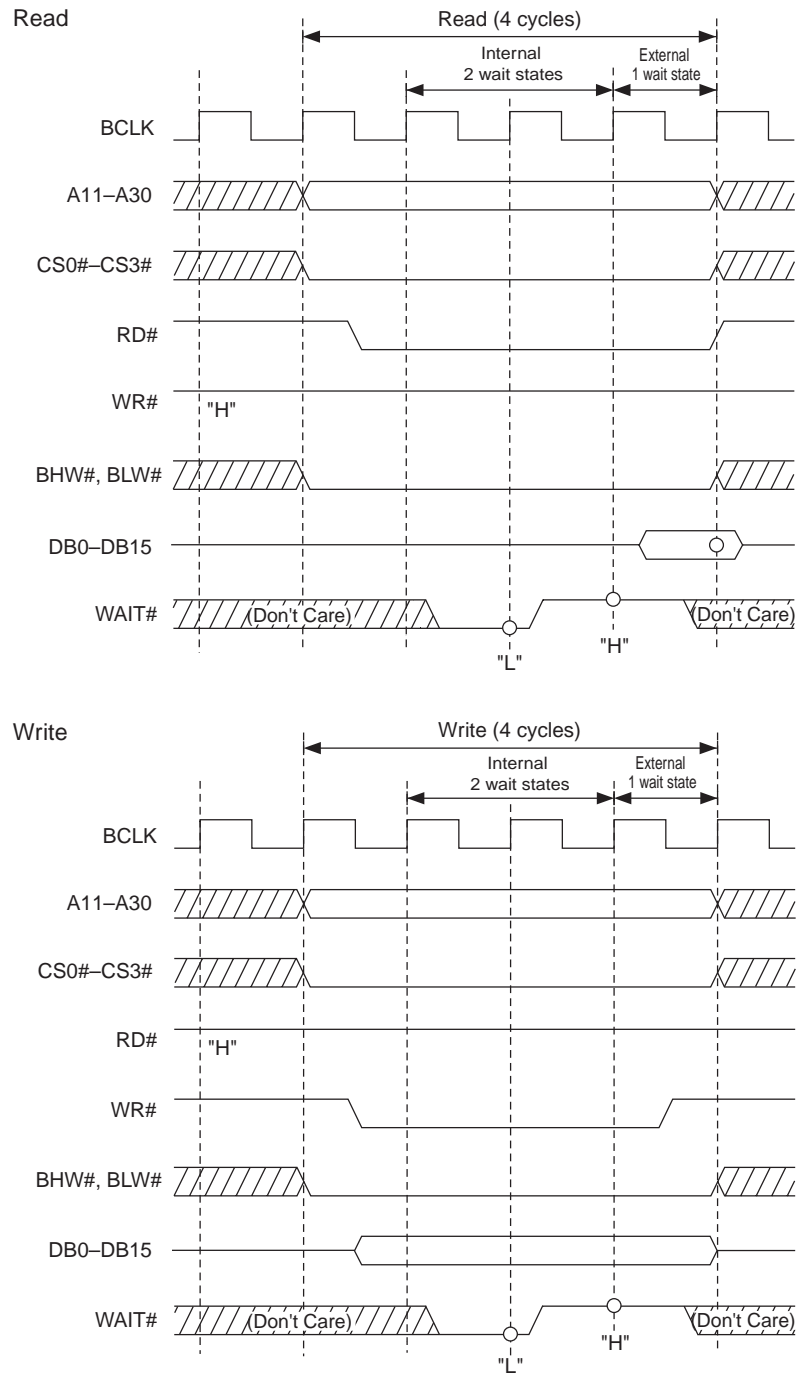 Read
Read (4 cycles)
Internal
2 wait states
External
1 wait state
BCLK
A11–A30
CS0#–CS3#
RD#
WR#
"H"
BHW#, BLW#
DB0–DB15
WAIT#
(Don't Care)
(Don't Care)
"L"
"H"
Write
Write (4 cycles)
Internal
2 wait states
External
1 wait state
BCLK
A11–A30
CS0#–CS3#
RD#
"H"
WR#
BHW#, BLW#
DB0–DB15
WAIT#
(Don't Care)
(Don't Care)
"L"
"H"